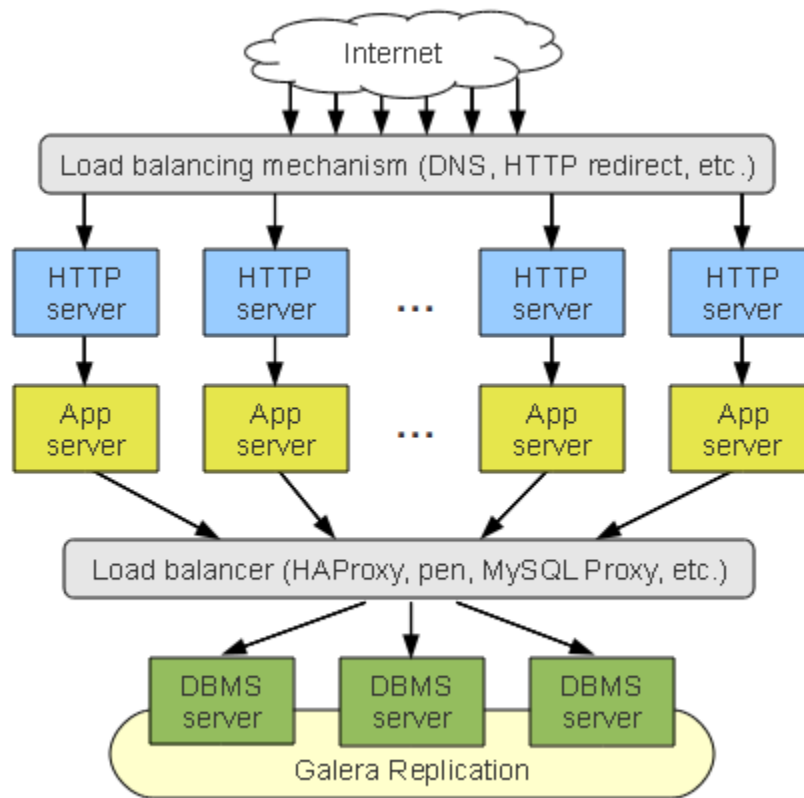 Internet
Load balancing mechanism (DNS, HTTP redirect, etc.)
HTTP
server
HTTP
server
...
HTTP
server
HTTP
server
App
server
App
server
...
App
server
App
server
Load balancer (HAProxy, pen, MySQL Proxy, etc.)
DBMS
server
DBMS
server
DBMS
server
Galera Replication